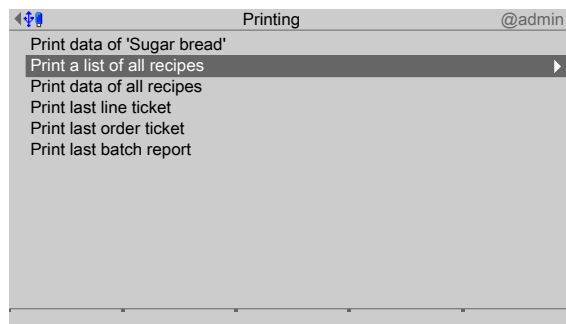 Printing @admin
Print data of 'Sugar bread'
Print a list of all recipes
Print data of all recipes
Print last line ticket
Print last order ticket
Print last batch report